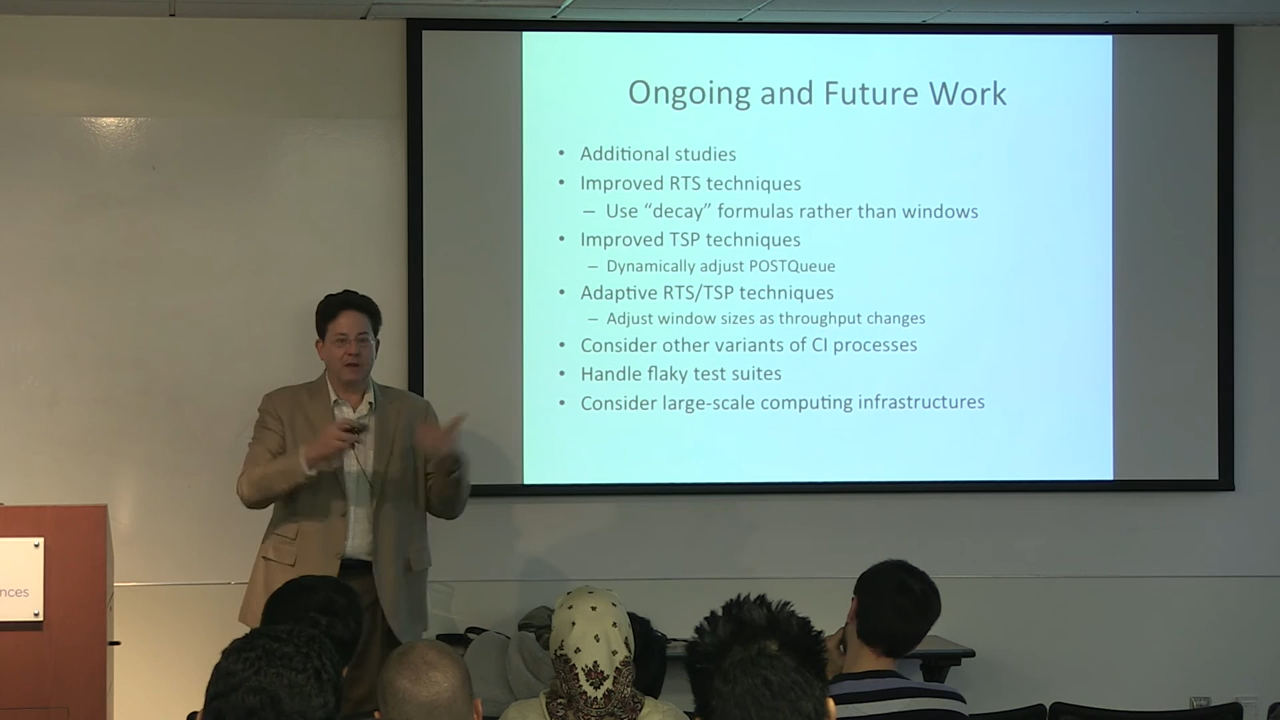 Ongoing and Future Work
• Additional studies
• Improved RTS techniques
– Use “decay” formulas rather than windows
• Improved TSP techniques
– Dynamically adjust POSTQueue
• Adaptive RTS/TSP techniques
– Adjust window sizes as throughput changes
• Consider other variants of CI processes
• Handle flaky test suites
• Consider large-scale computing infrastructures
nces